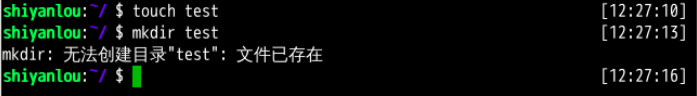 shiyanlou:~/ $ touch test [12:27:10]
shiyanlou:~/ $ mkdir test [12:27:13]
mkdir: 无法创建目录"test": 文件已存在
shiyanlou:~/ $ [12:27:16]